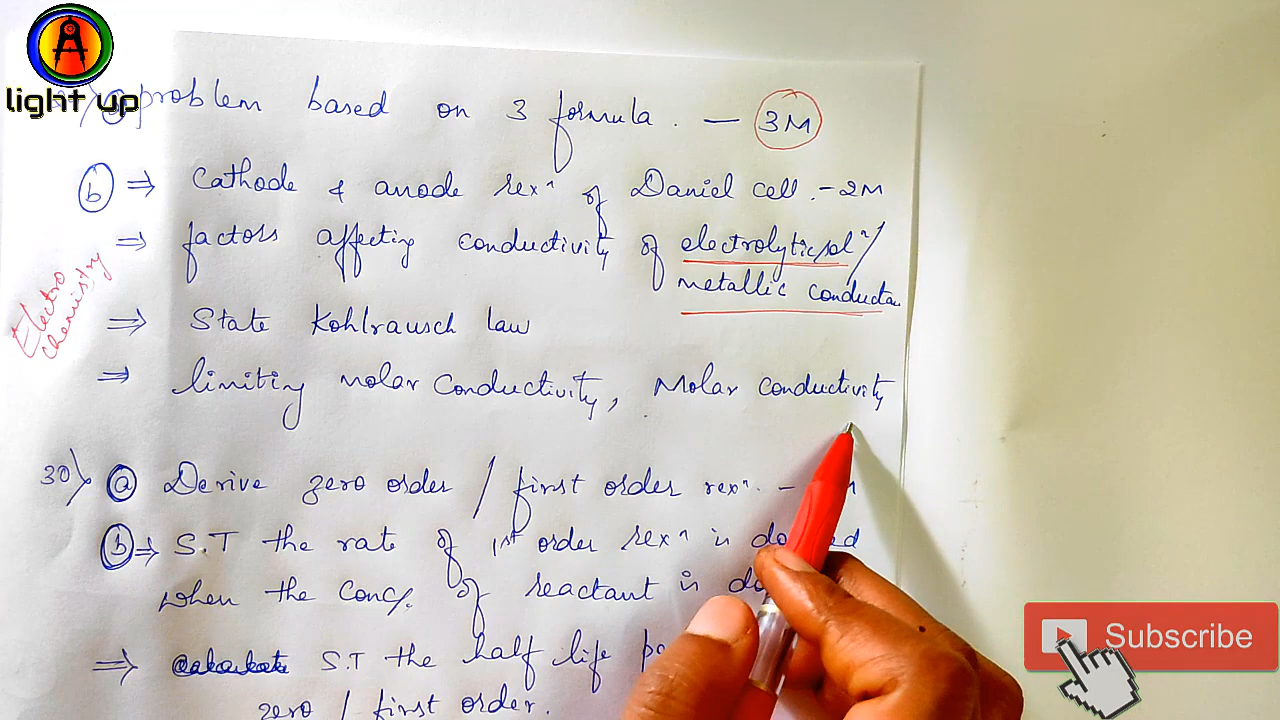 light up
problem based on 3 formula. — 3M
b ⇒ Cathode & anode rexⁿ of Daniel cell. - 2M
⇒ factors affecting conductivity of electrolytic solⁿ/
metallic conductor
Electro
chemistry
⇒ State Kohlrausch law
⇒ limiting molar conductivity, Molar conductivity
30) a Derive zero order / first order rexⁿ. -
b ⇒ S.T the rate of 1st order rexⁿ is
when the conc. of reactant is
⇒ S.T the half life
zero / first order.
Subscribe